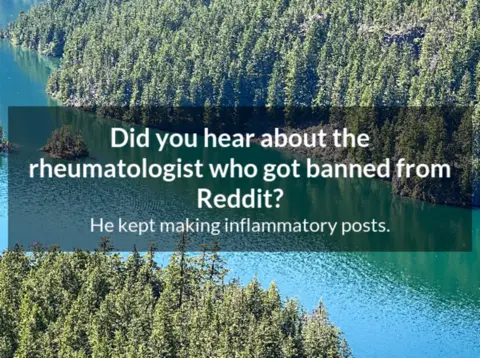 Did you hear about the
rheumatologist who got banned from
Reddit?
He kept making inflammatory posts.